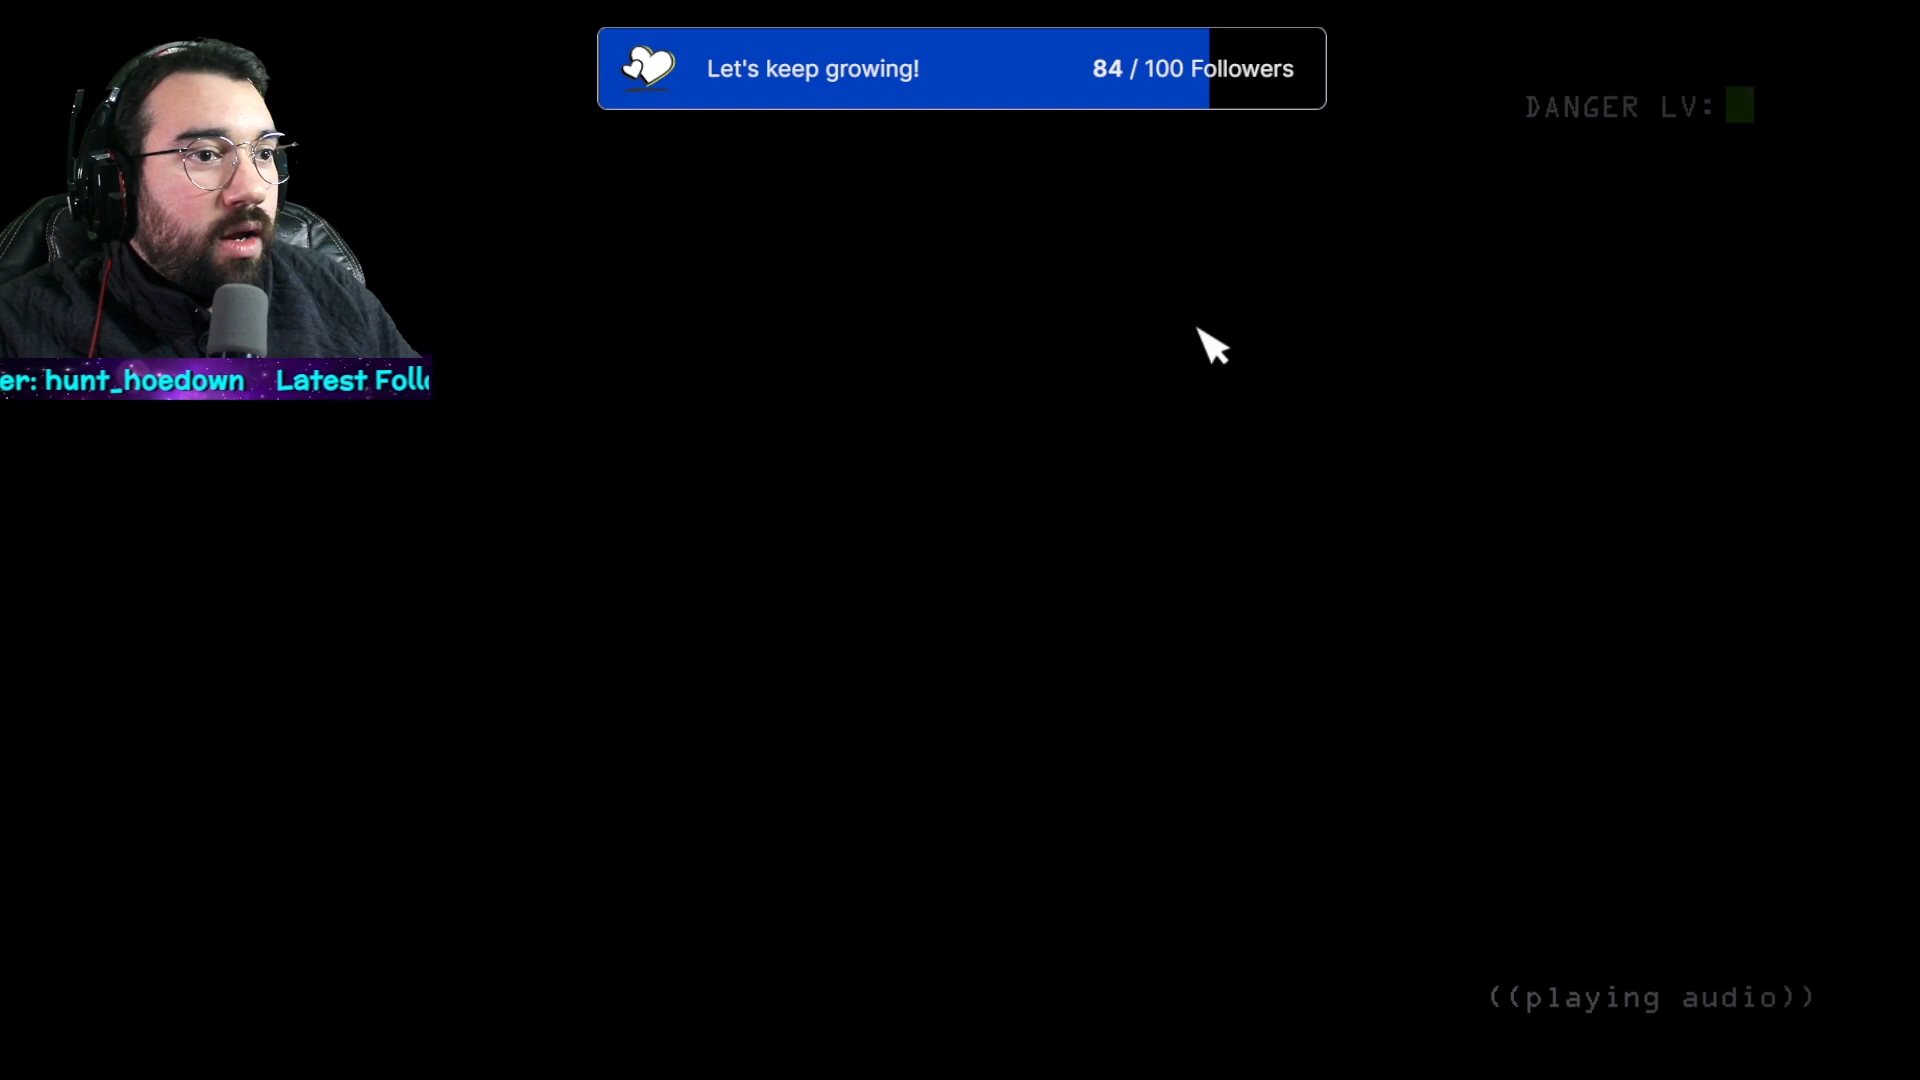 Let's keep growing! 84 / 100 Followers
DANGER LV:
er: hunt_hoedown Latest Foll
((playing audio))